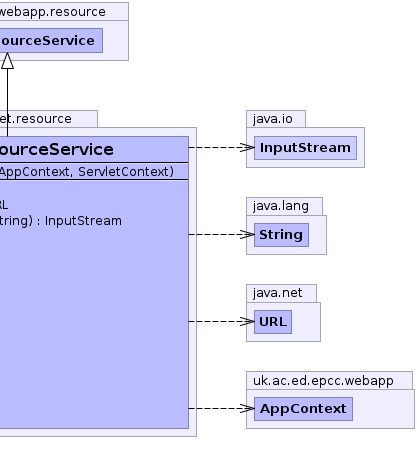 webapp.resource
ourceService
et.resource
ourceService
AppContext, ServletContext)
RL
tring) : InputStream
java.io
InputStream
java.lang
String
java.net
URL
uk.ac.ed.epcc.webapp
AppContext